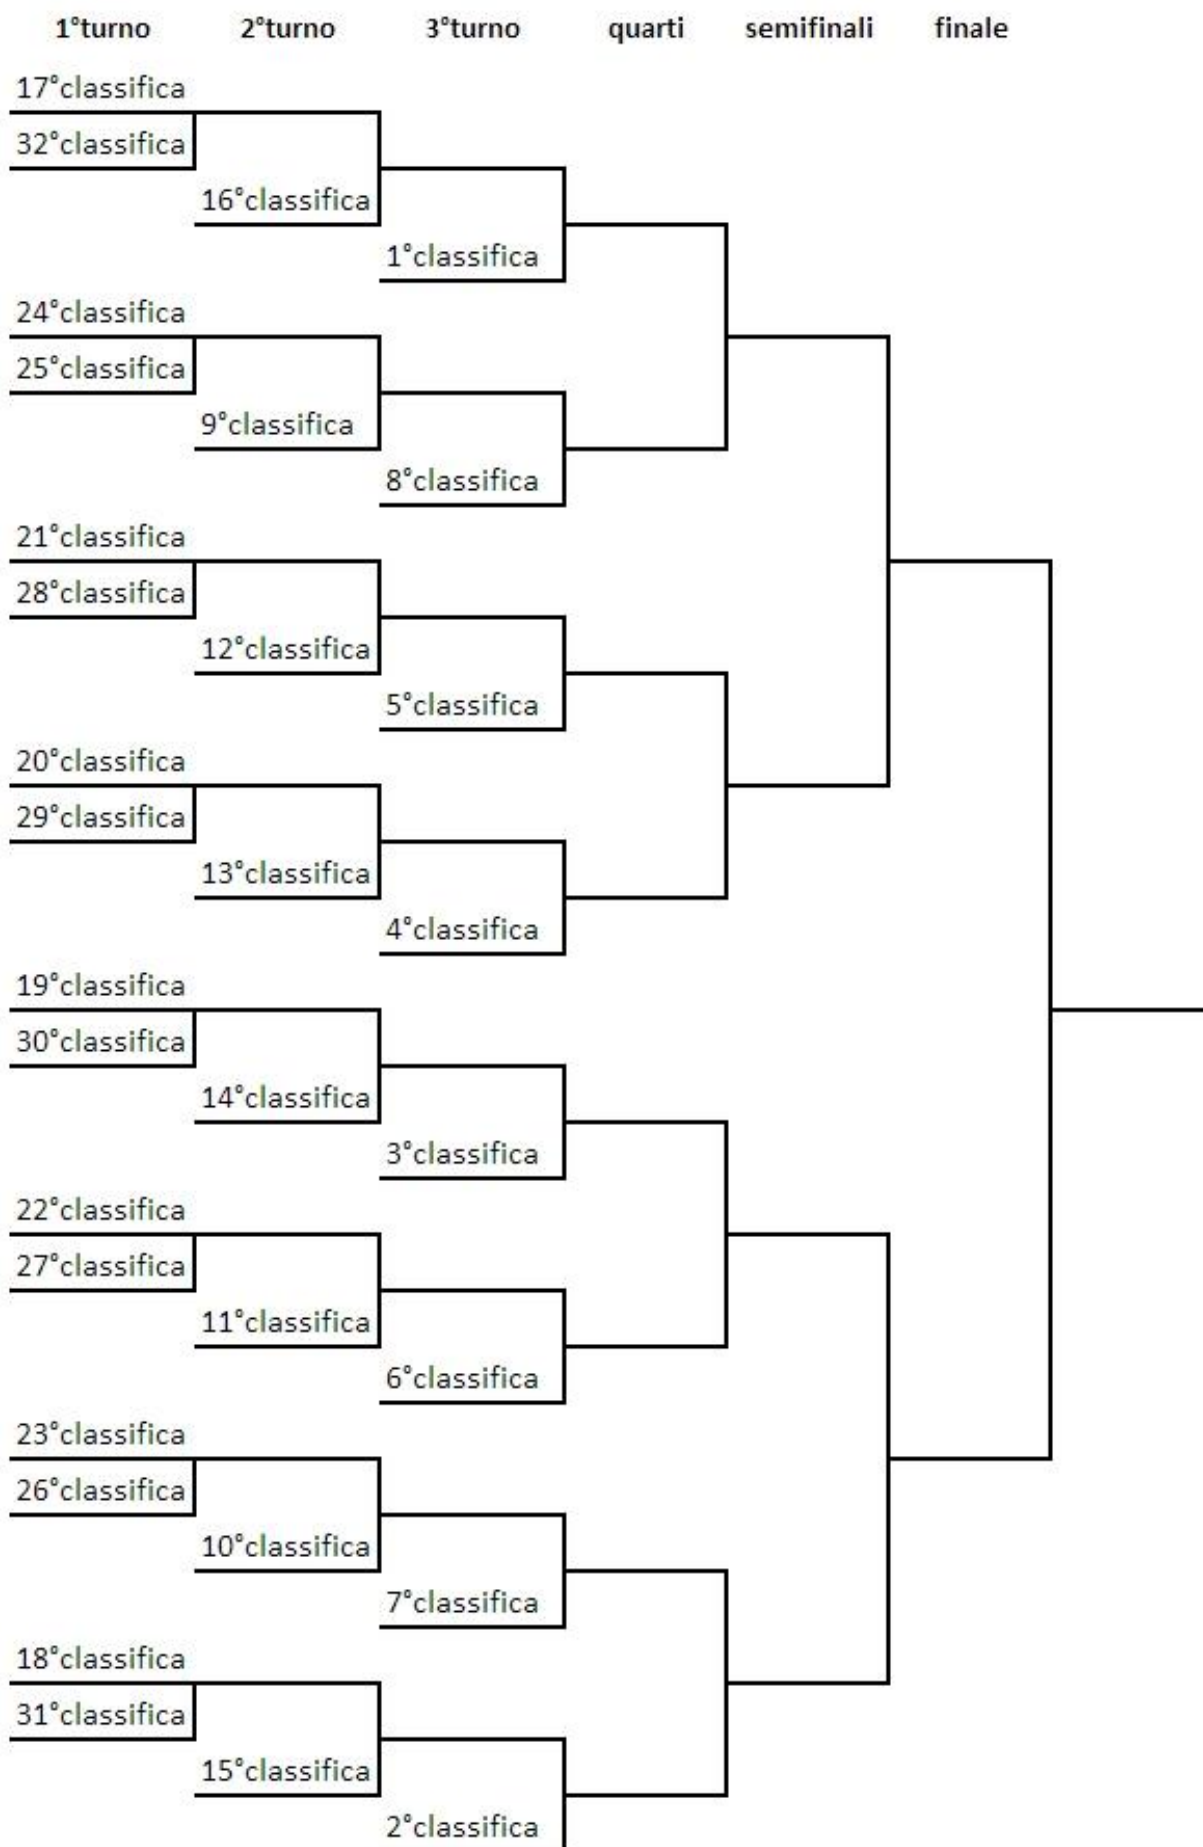 1°turno 2°turno 3°turno quarti semifinali finale
17°classifica
32°classifica
16°classifica
1°classifica
24°classifica
25°classifica
9°classifica
8°classifica
21°classifica
28°classifica
12°classifica
5°classifica
20°classifica
29°classifica
13°classifica
4°classifica
19°classifica
30°classifica
14°classifica
3°classifica
22°classifica
27°classifica
11°classifica
6°classifica
23°classifica
26°classifica
10°classifica
7°classifica
18°classifica
31°classifica
15°classifica
2°classifica